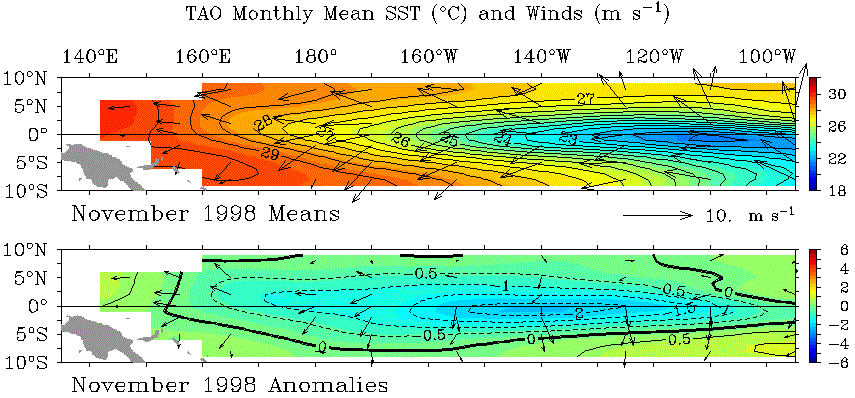 TAO Monthly Mean SST (°C) and Winds (m s⁻¹)
140°E 160°E 180° 160°W 140°W 120°W 100°W
10°N
5°N
0°
5°S
10°S
28 29 27 26 25 24 23 27
30
26
22
18
November 1998 Means
10. m s⁻¹
10°N
5°N
0°
5°S
10°S
-0.5 -1 -0.5 0 -2 -1.5 -1 -0.5 0 0 0.5
6
4
2
0
-2
-4
-6
November 1998 Anomalies